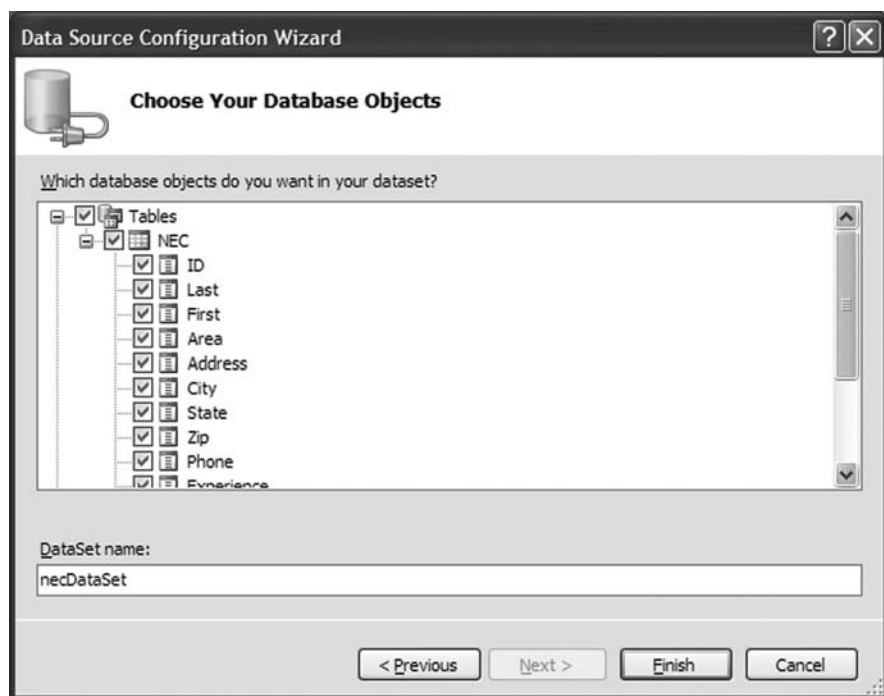 Data Source Configuration Wizard
Choose Your Database Objects
Which database objects do you want in your dataset?
Tables
NEC
ID
Last
First
Area
Address
City
State
Zip
Phone
Experience
DataSet name:
necDataSet
< Previous
Next >
Finish
Cancel